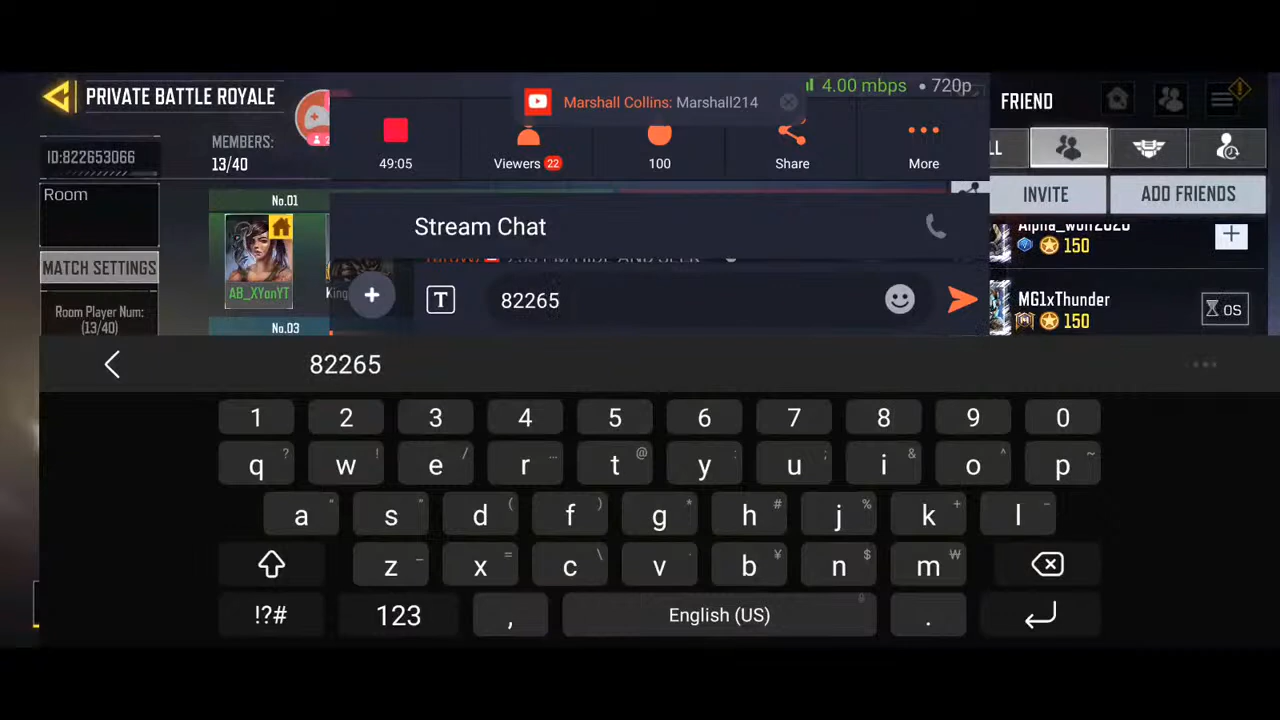 PRIVATE BATTLE ROYALE
ID:822653066
Room
MATCH SETTINGS
Room Player Num:
(13/40)
MEMBERS:
13/40
No.01
AB_XYonYT
King
No.03
Marshall Collins: Marshall214
4.00 mbps • 720p
49:05
Viewers 22
100
Share
More
Stream Chat
T
82265
FRIEND
INVITE
ADD FRIENDS
150
MG1xThunder
150
0S
82265
1 2 3 4 5 6 7 8 9 0
q ? w ! e / r … t @ y : u ; i & o ^ p ~
a " s " d ( f ) g * h # j % k + l -
z _ x = c \ v · b ¥ n $ m ₩
!?# 123 , English (US) .